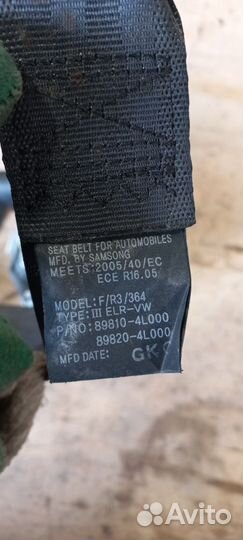 SEAT BELT FOR AUTOMOBILES
MFD. BY SAMSONG
MEETS:2005/40/EC
ECE R16.05
MODEL: F/R3/364
TYPE: III ELR-VW
P/NO: 89810-4L000
89820-4L000
MFD DATE:
Avito